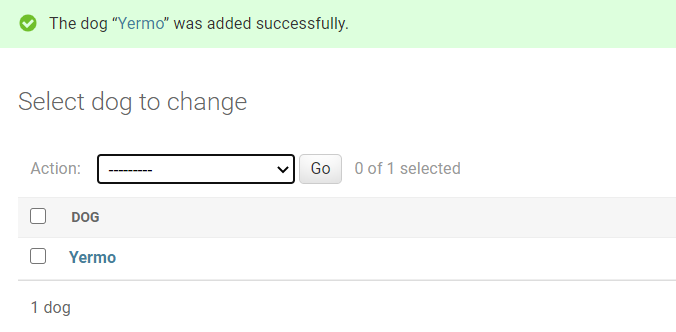 The dog “Yermo” was added successfully.
Select dog to change
Action: --------- Go 0 of 1 selected
DOG
Yermo
1 dog